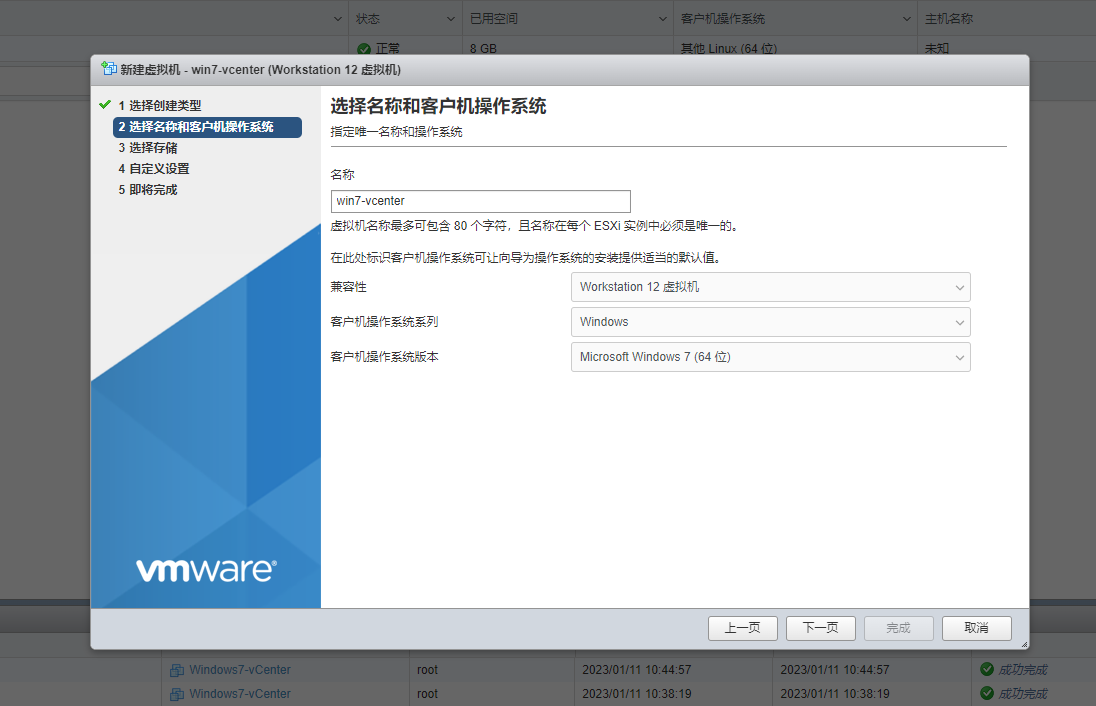 状态 已用空间 客户机操作系统 主机名称
正常 8 GB 其他 Linux (64 位) 未知
新建虚拟机 - win7-vcenter (Workstation 12 虚拟机)
1 选择创建类型
2 选择名称和客户机操作系统
3 选择存储
4 自定义设置
5 即将完成
选择名称和客户机操作系统
指定唯一名称和操作系统
名称
win7-vcenter
虚拟机名称最多可包含 80 个字符，且名称在每个 ESXi 实例中必须是唯一的。
在此处标识客户机操作系统可让向导为操作系统的安装提供适当的默认值。
兼容性 Workstation 12 虚拟机
客户机操作系统系列 Windows
客户机操作系统版本 Microsoft Windows 7 (64 位)
vmware®
上一页 下一页 完成 取消
Windows7-vCenter root 2023/01/11 10:44:57 2023/01/11 10:44:57 成功完成
Windows7-vCenter root 2023/01/11 10:38:19 2023/01/11 10:38:19 成功完成